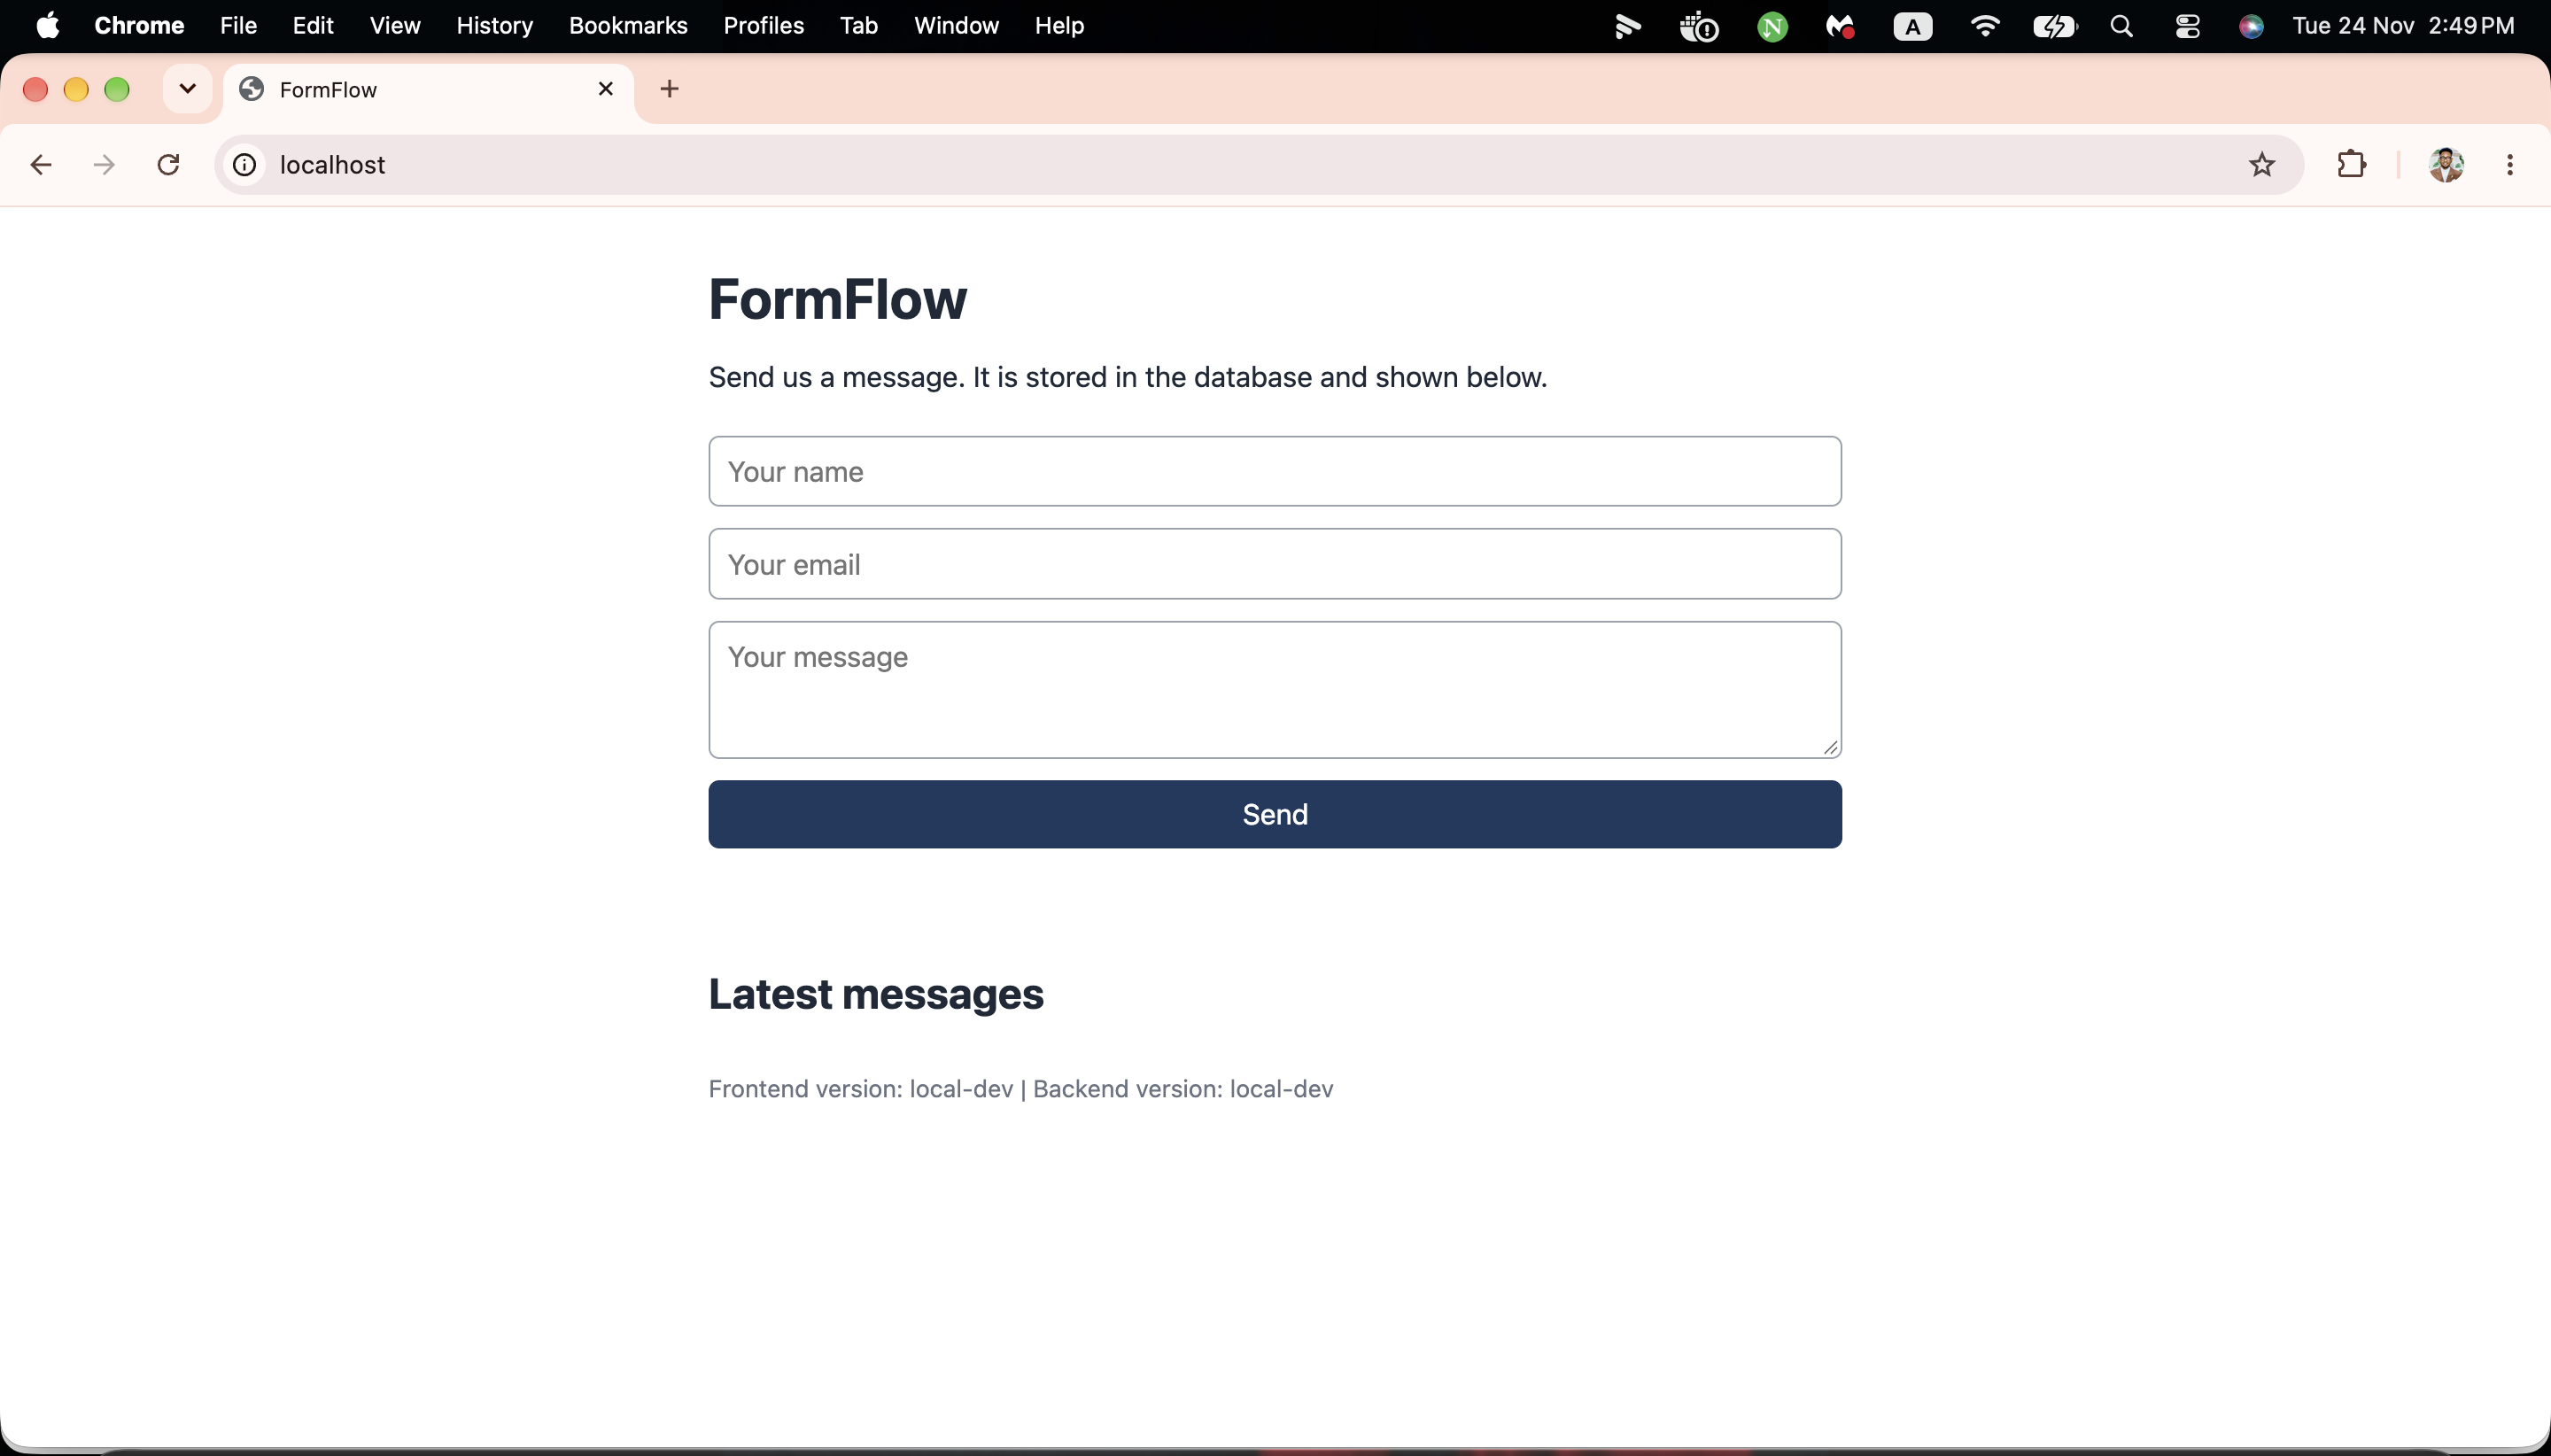 Chrome File Edit View History Bookmarks Profiles Tab Window Help A Tue 24 Nov 2:49 PM
FormFlow
localhost
FormFlow
Send us a message. It is stored in the database and shown below.
Your name
Your email
Your message
Send
Latest messages
Frontend version: local-dev | Backend version: local-dev